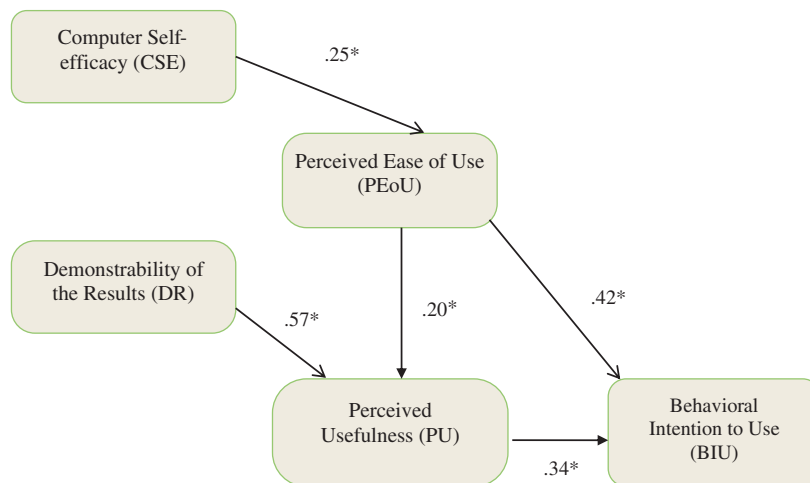 Computer Self-
efficacy (CSE)
.25*
Perceived Ease of Use
(PEoU)
Demonstrability of
the Results (DR)
.57*
.20*
.42*
Perceived
Usefulness (PU)
.34*
Behavioral
Intention to Use
(BIU)